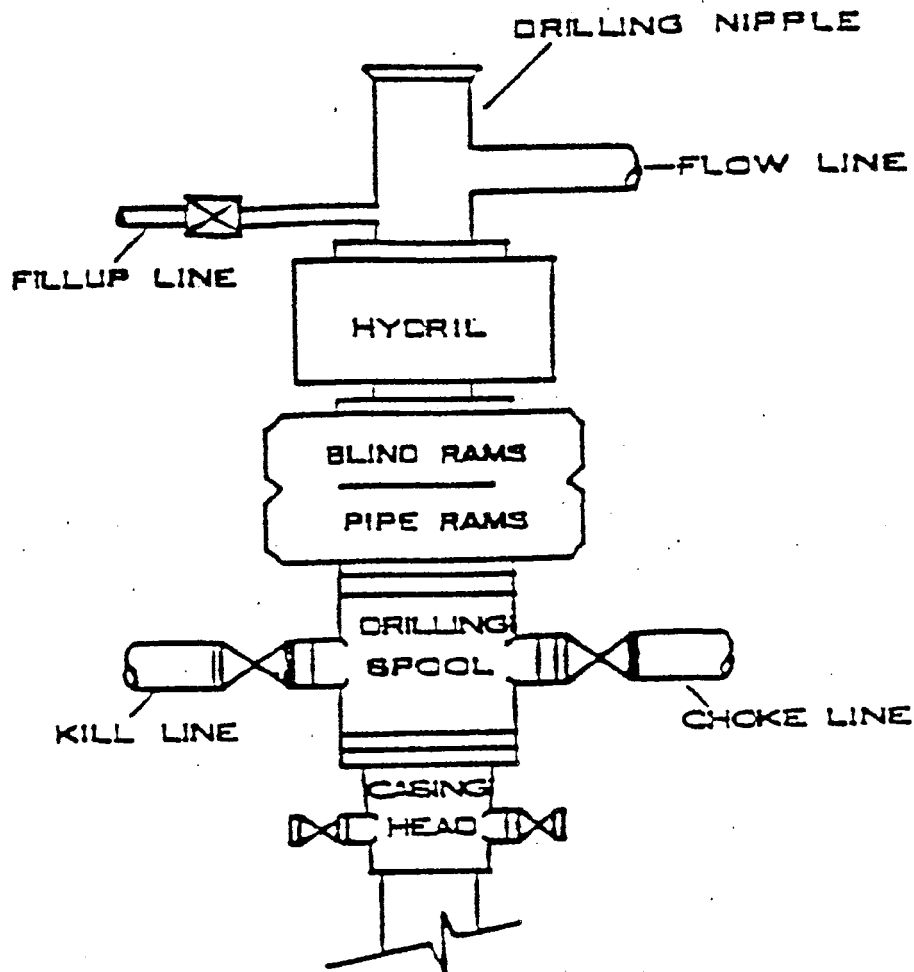 DRILLING NIPPLE
FLOW LINE
FILLUP LINE
HYDRIL
BLIND RAMS
PIPE RAMS
DRILLING
SPOOL
KILL LINE
CHOKE LINE
CASING
HEAD